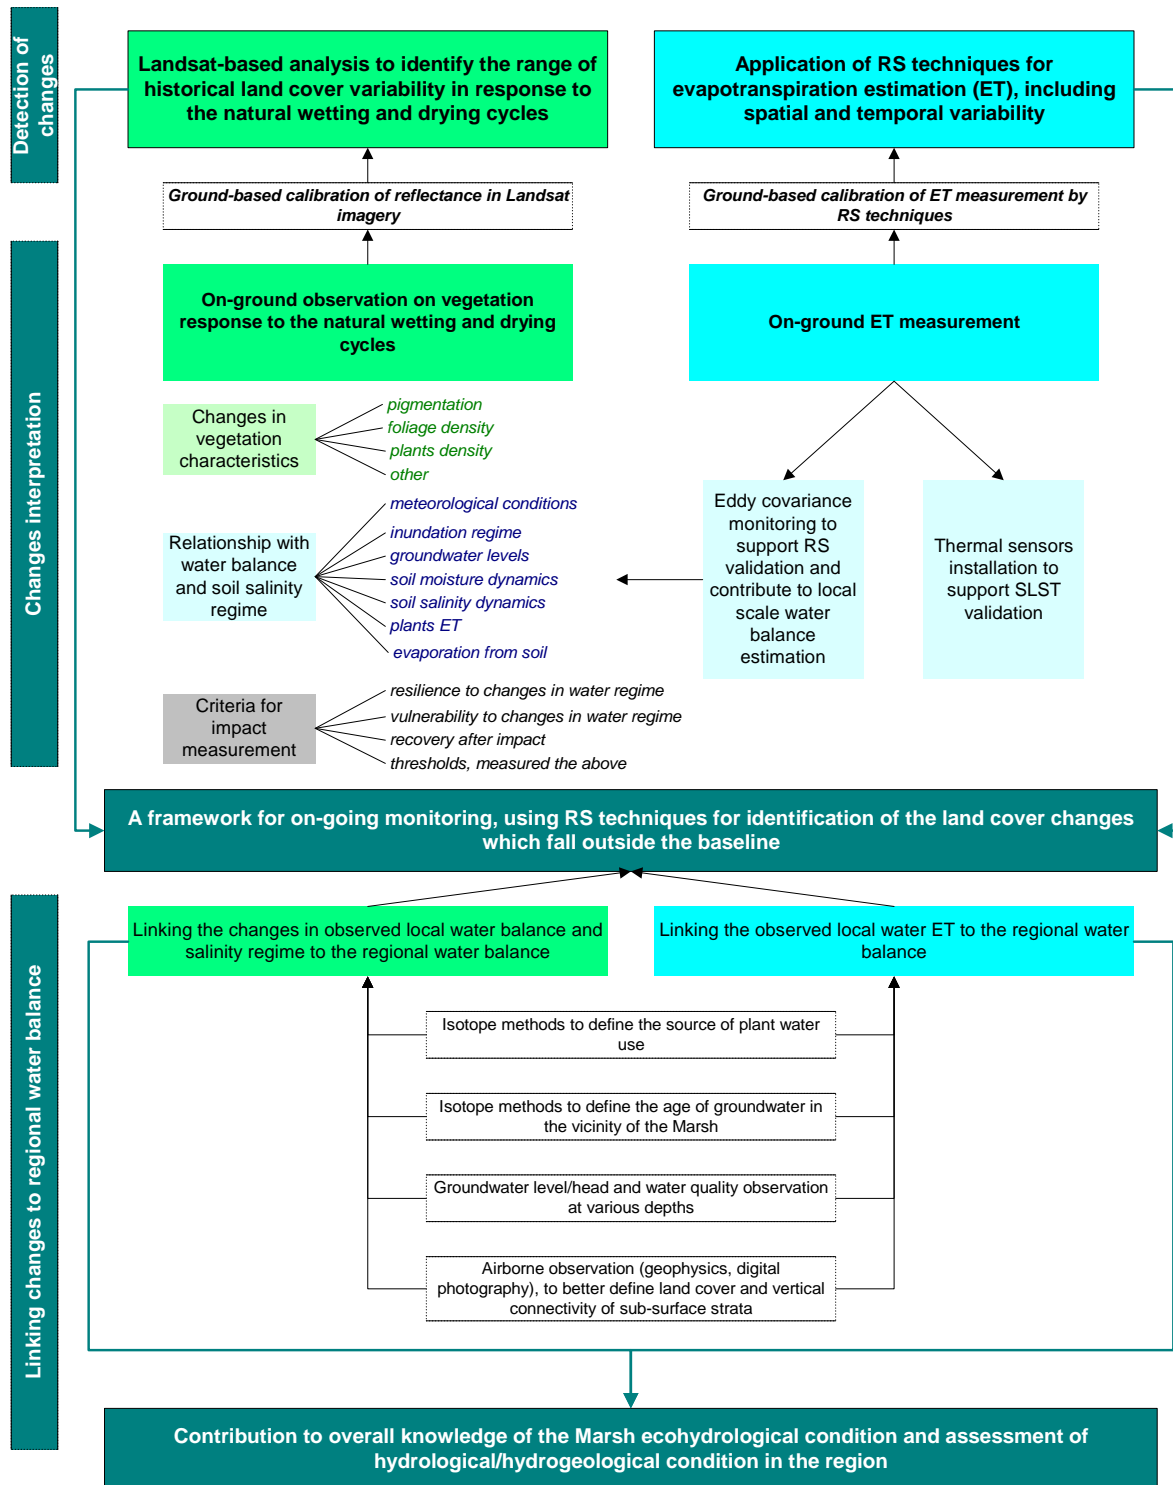 Detection of
changes
Landsat-based analysis to identify the range of
historical land cover variability in response to
the natural wetting and drying cycles
Application of RS techniques for
evapotranspiration estimation (ET), including
spatial and temporal variability
Ground-based calibration of reflectance in Landsat
imagery
Ground-based calibration of ET measurement by
RS techniques
Changes interpretation
On-ground observation on vegetation
response to the natural wetting and drying
cycles
On-ground ET measurement
Changes in
vegetation
characteristics
pigmentation
foliage density
plants density
other
Relationship with
water balance
and soil salinity
regime
meteorological conditions
inundation regime
groundwater levels
soil moisture dynamics
soil salinity dynamics
plants ET
evaporation from soil
Eddy covariance
monitoring to
support RS
validation and
contribute to local
scale water
balance
estimation
Thermal sensors
installation to
support SLST
validation
Criteria for
impact
measurement
resilience to changes in water regime
vulnerability to changes in water regime
recovery after impact
thresholds, measured the above
A framework for on-going monitoring, using RS techniques for identification of the land cover changes
which fall outside the baseline
Linking changes to regional water balance
Linking the changes in observed local water balance and
salinity regime to the regional water balance
Linking the observed local water ET to the regional water
balance
Isotope methods to define the source of plant water
use
Isotope methods to define the age of groundwater in
the vicinity of the Marsh
Groundwater level/head and water quality observation
at various depths
Airborne observation (geophysics, digital
photography), to better define land cover and vertical
connectivity of sub-surface strata
Contribution to overall knowledge of the Marsh ecohydrological condition and assessment of
hydrological/hydrogeological condition in the region